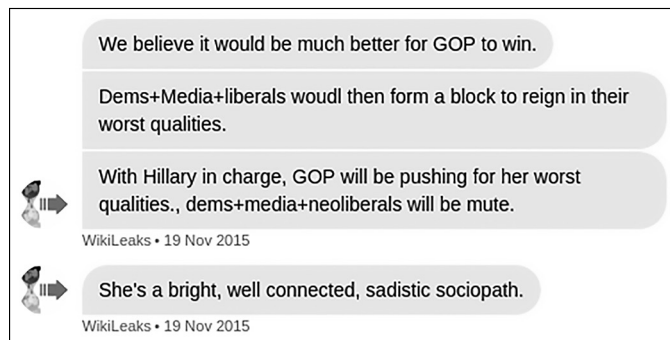 We believe it would be much better for GOP to win.
Dems+Media+liberals woudl then form a block to reign in their
worst qualities.
With Hillary in charge, GOP will be pushing for her worst
qualities., dems+media+neoliberals will be mute.
WikiLeaks • 19 Nov 2015
She's a bright, well connected, sadistic sociopath.
WikiLeaks • 19 Nov 2015